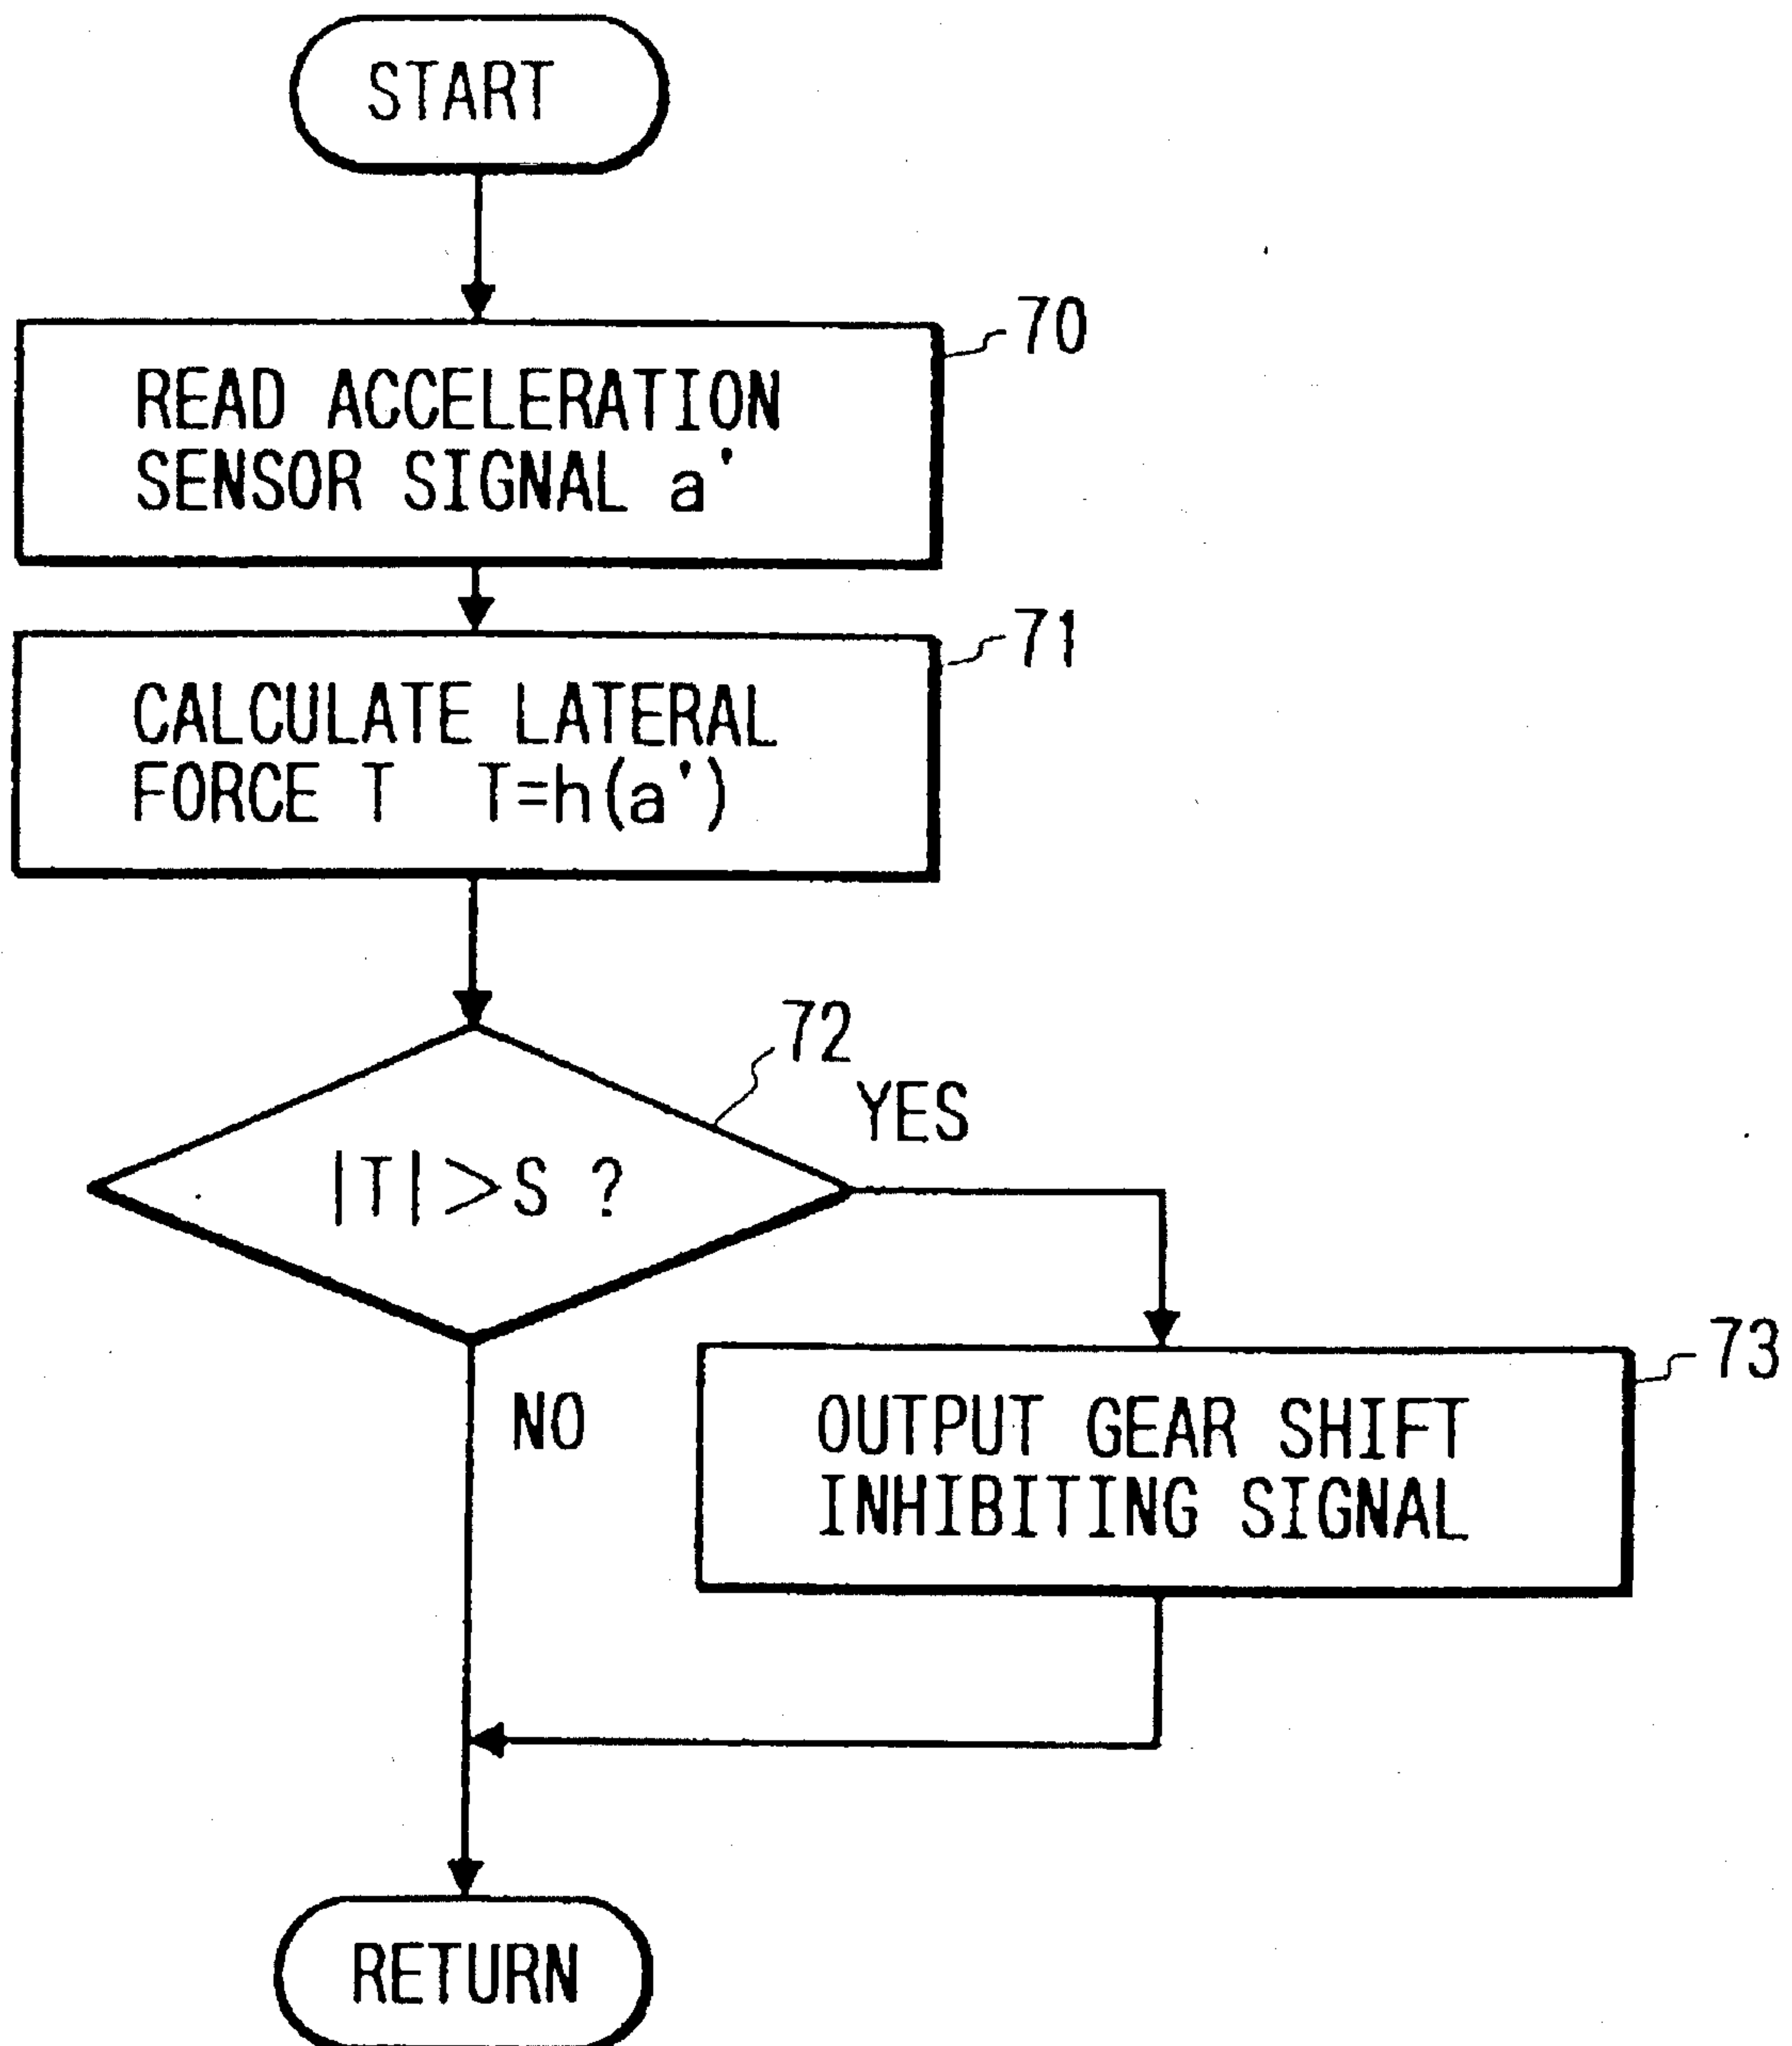 START
70
READ ACCELERATION
SENSOR SIGNAL a'
71
CALCULATE LATERAL
FORCE T T=h(a')
72
YES
|T|>S ?
73
NO
OUTPUT GEAR SHIFT
INHIBITING SIGNAL
RETURN